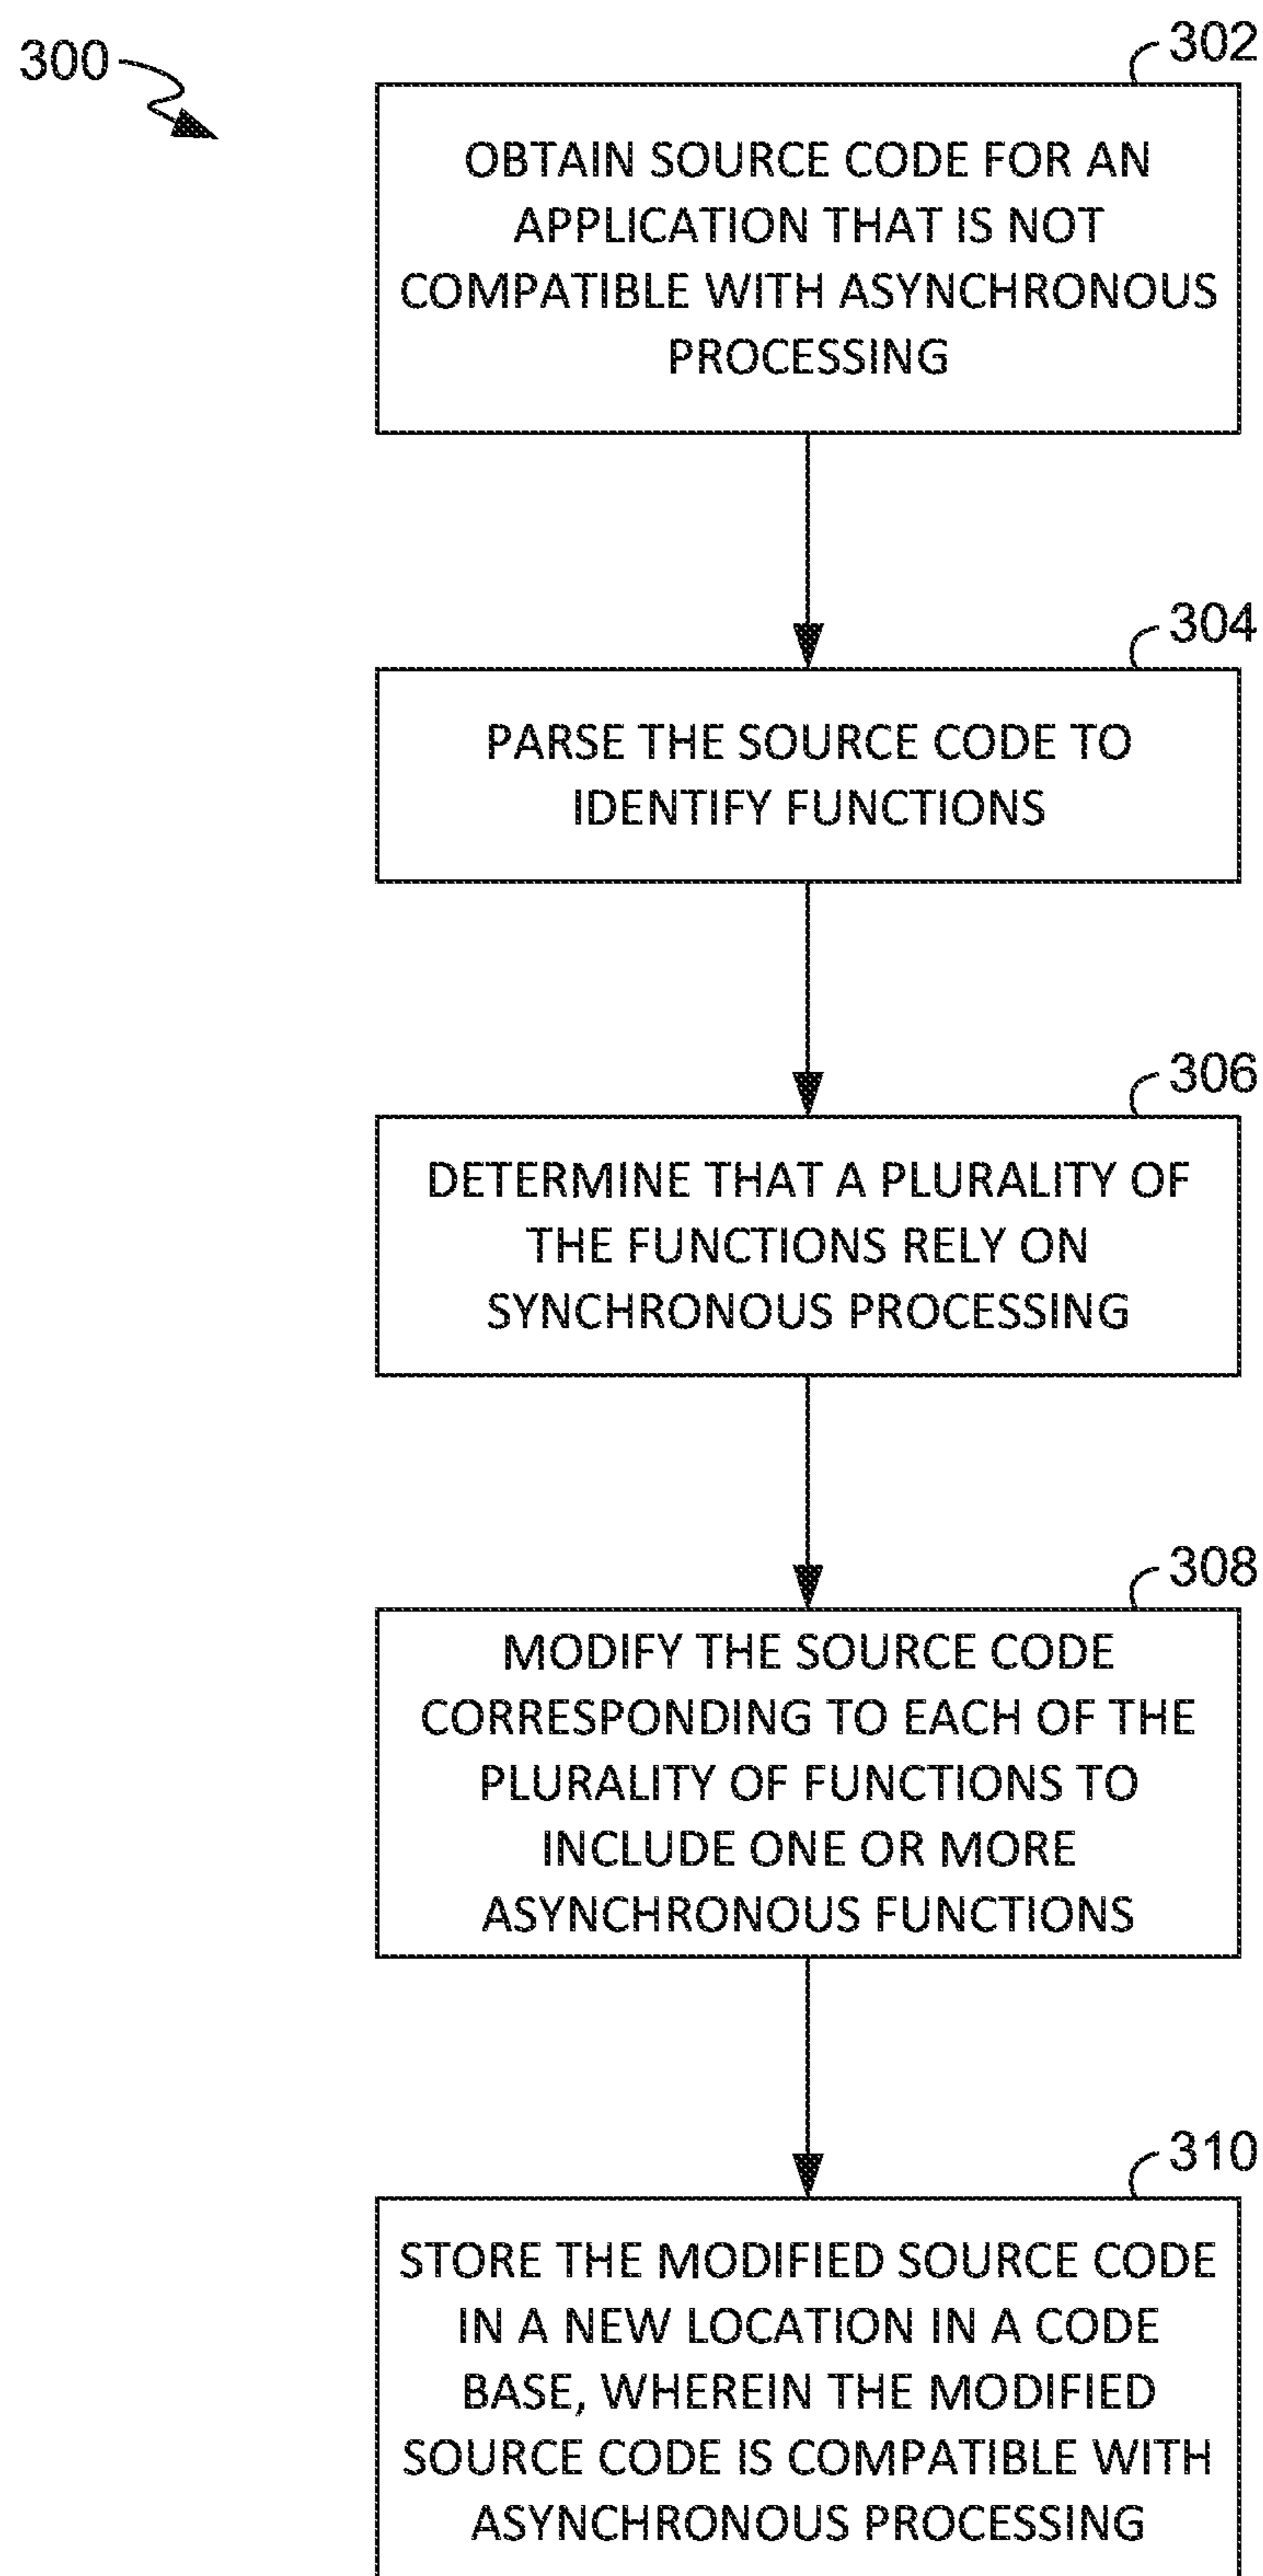 300
302
OBTAIN SOURCE CODE FOR AN
APPLICATION THAT IS NOT
COMPATIBLE WITH ASYNCHRONOUS
PROCESSING
304
PARSE THE SOURCE CODE TO
IDENTIFY FUNCTIONS
306
DETERMINE THAT A PLURALITY OF
THE FUNCTIONS RELY ON
SYNCHRONOUS PROCESSING
308
MODIFY THE SOURCE CODE
CORRESPONDING TO EACH OF THE
PLURALITY OF FUNCTIONS TO
INCLUDE ONE OR MORE
ASYNCHRONOUS FUNCTIONS
310
STORE THE MODIFIED SOURCE CODE
IN A NEW LOCATION IN A CODE
BASE, WHEREIN THE MODIFIED
SOURCE CODE IS COMPATIBLE WITH
ASYNCHRONOUS PROCESSING